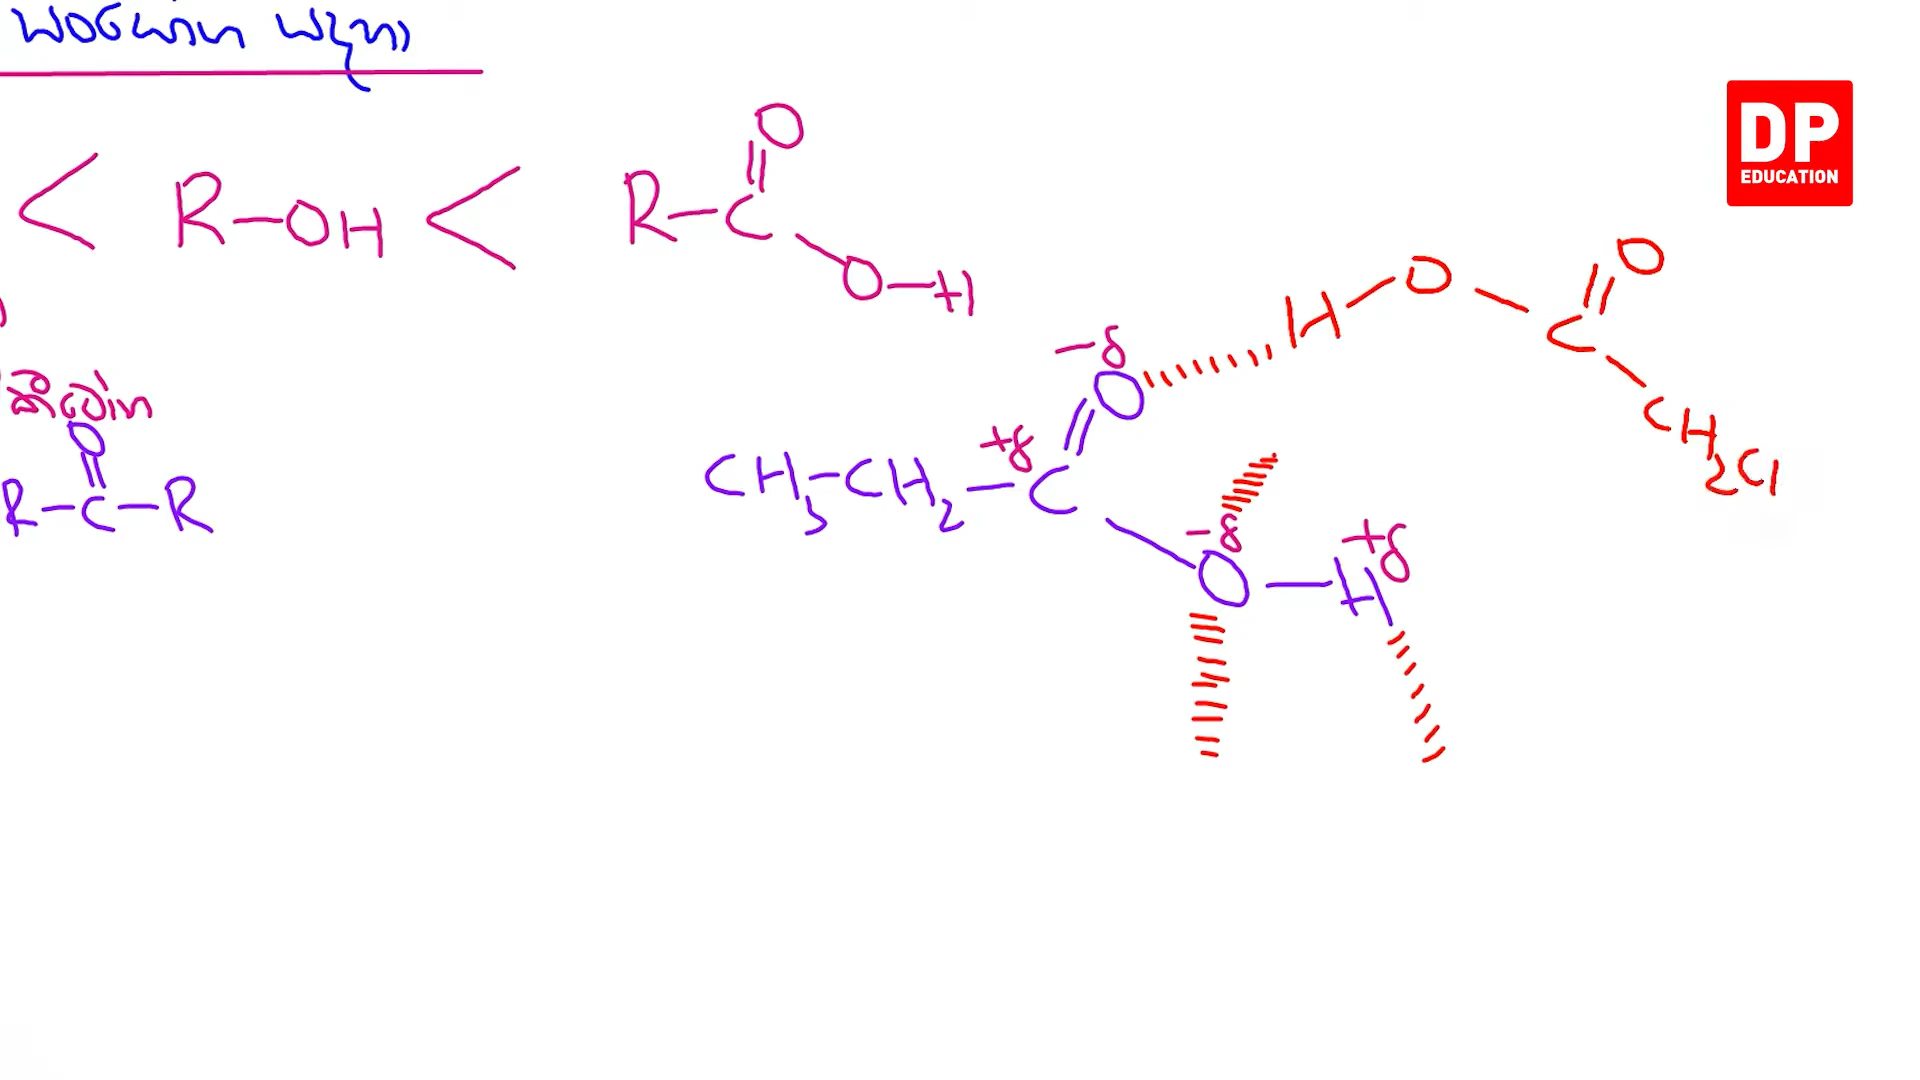 DP
EDUCATION
< R-OH < R-C(=O)-O-H
H-O-C(=O)-CH2Cl
-δ
+δ
CH3-CH2-C(=O)-O-H
-δ +δ
R-C(=O)-R